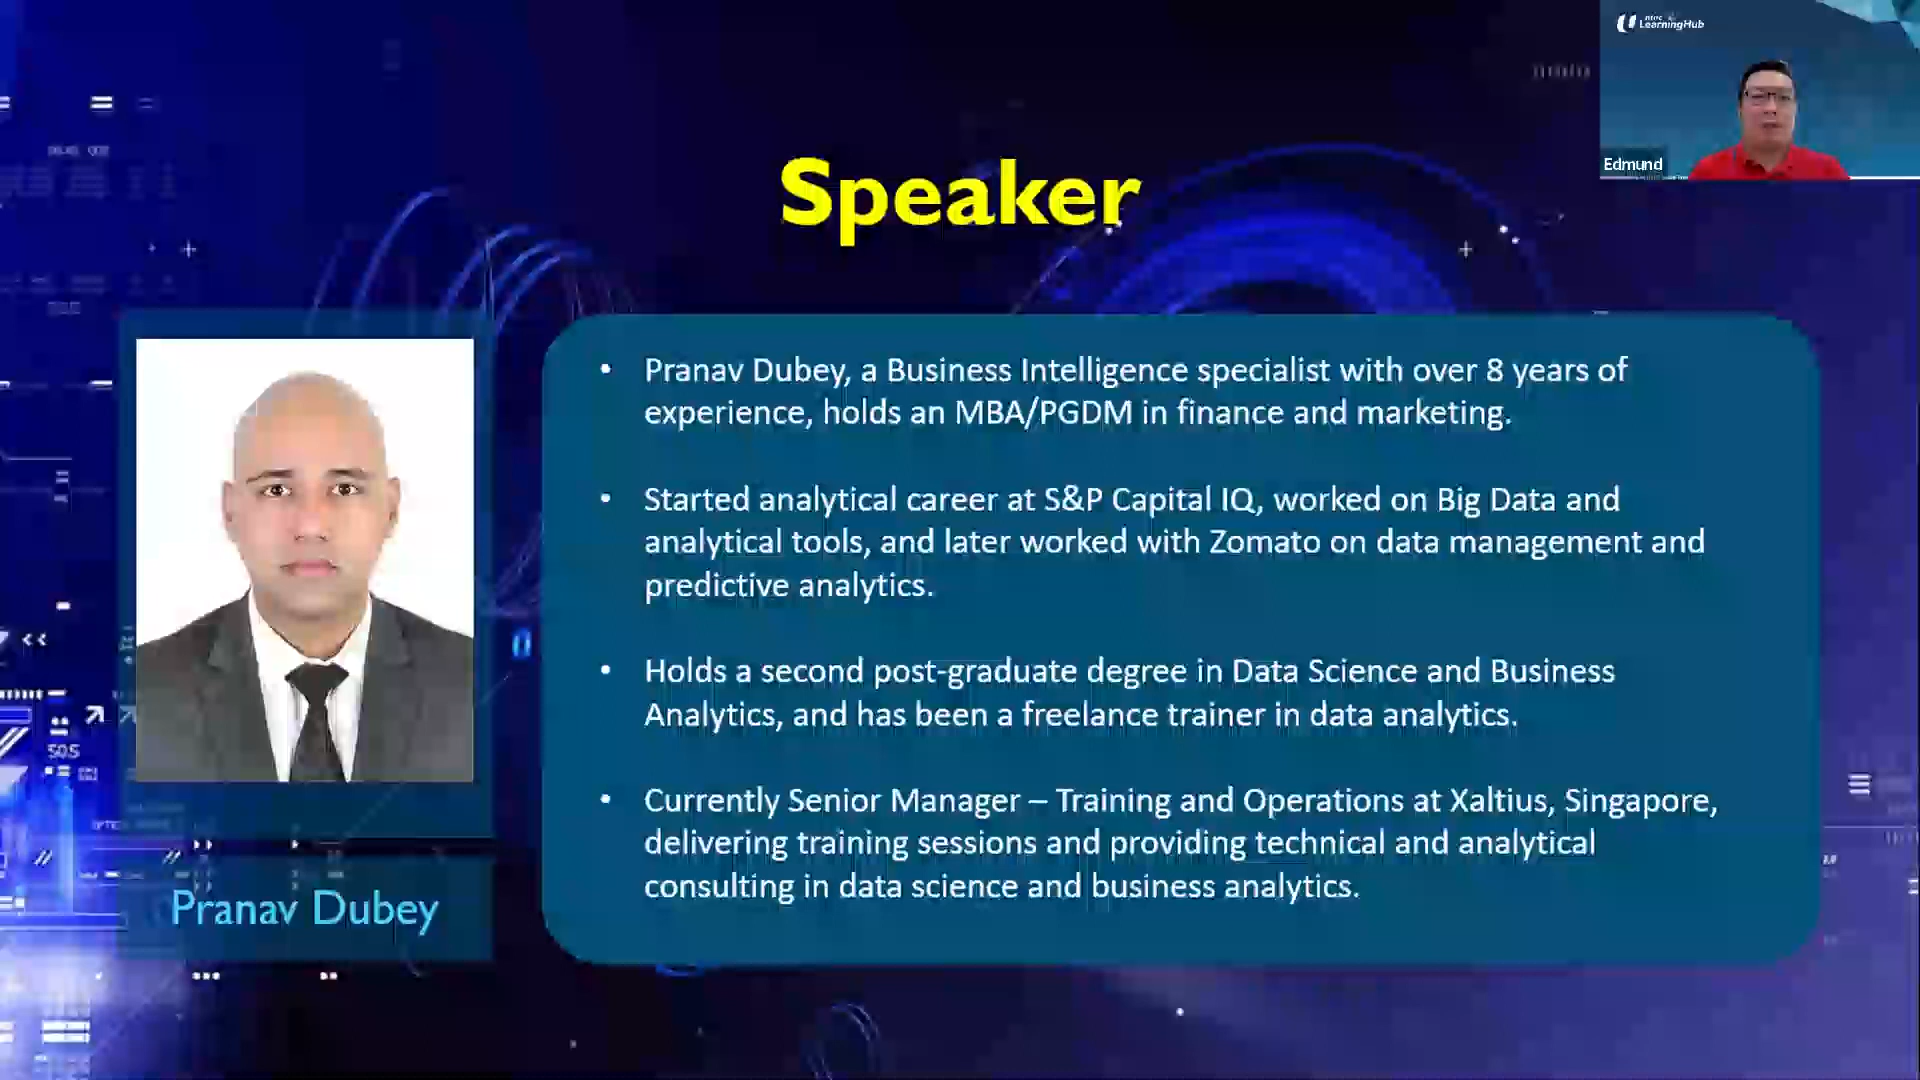 ntuc
LearningHub
Edmund
Speaker
• Pranav Dubey, a Business Intelligence specialist with over 8 years of
experience, holds an MBA/PGDM in finance and marketing.
• Started analytical career at S&P Capital IQ, worked on Big Data and
analytical tools, and later worked with Zomato on data management and
predictive analytics.
• Holds a second post-graduate degree in Data Science and Business
Analytics, and has been a freelance trainer in data analytics.
• Currently Senior Manager – Training and Operations at Xaltius, Singapore,
delivering training sessions and providing technical and analytical
consulting in data science and business analytics.
Pranav Dubey